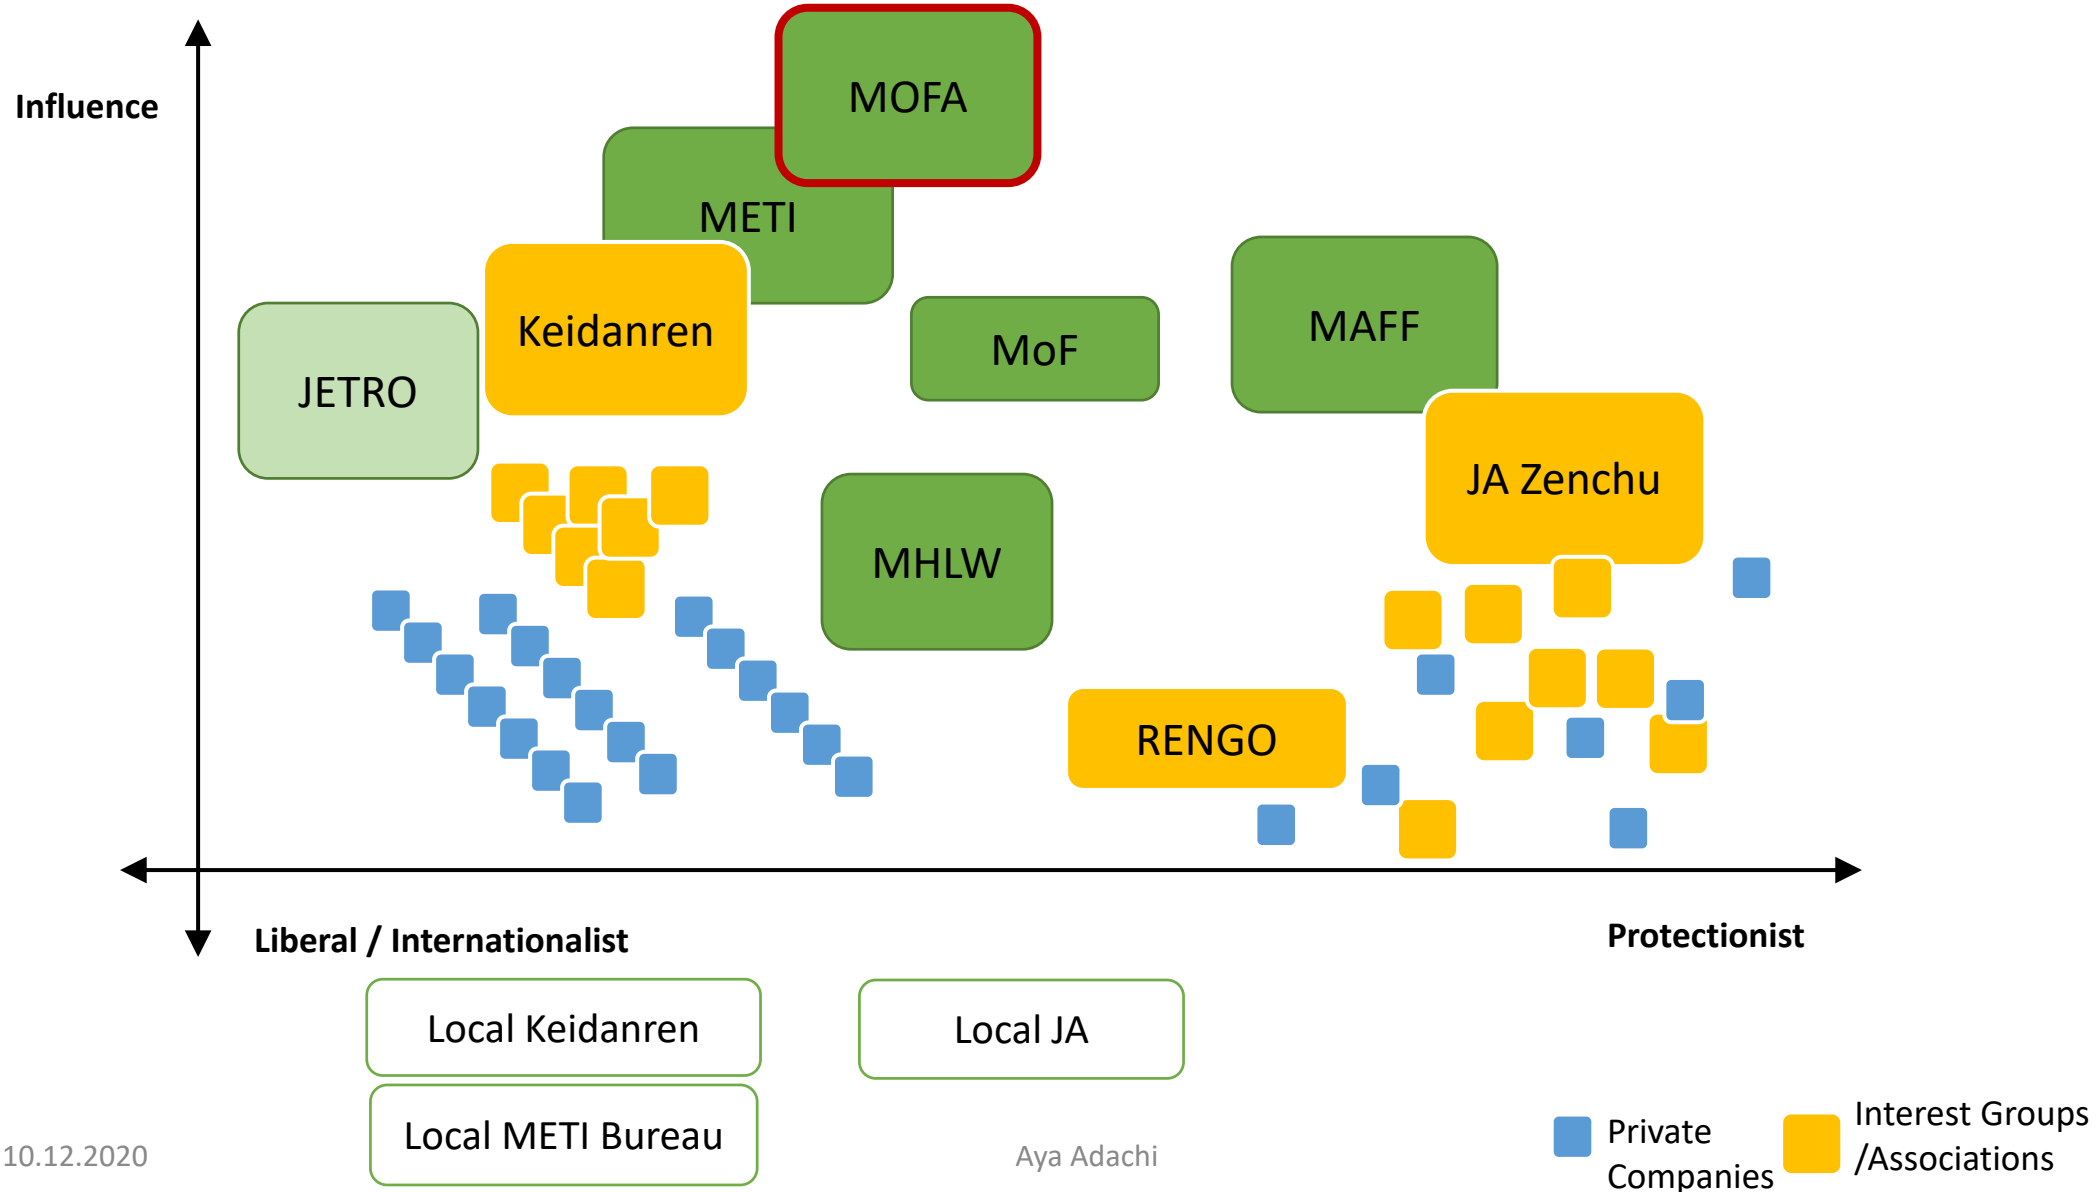 MOFA
Influence
METI
MAFF
Keidanren
MoF
JETRO
JA Zenchu
MHLW
RENGO
Liberal / Internationalist
Protectionist
Local Keidanren
Local JA
Local METI Bureau
10.12.2020
Aya Adachi
Private
Companies
Interest Groups
/Associations